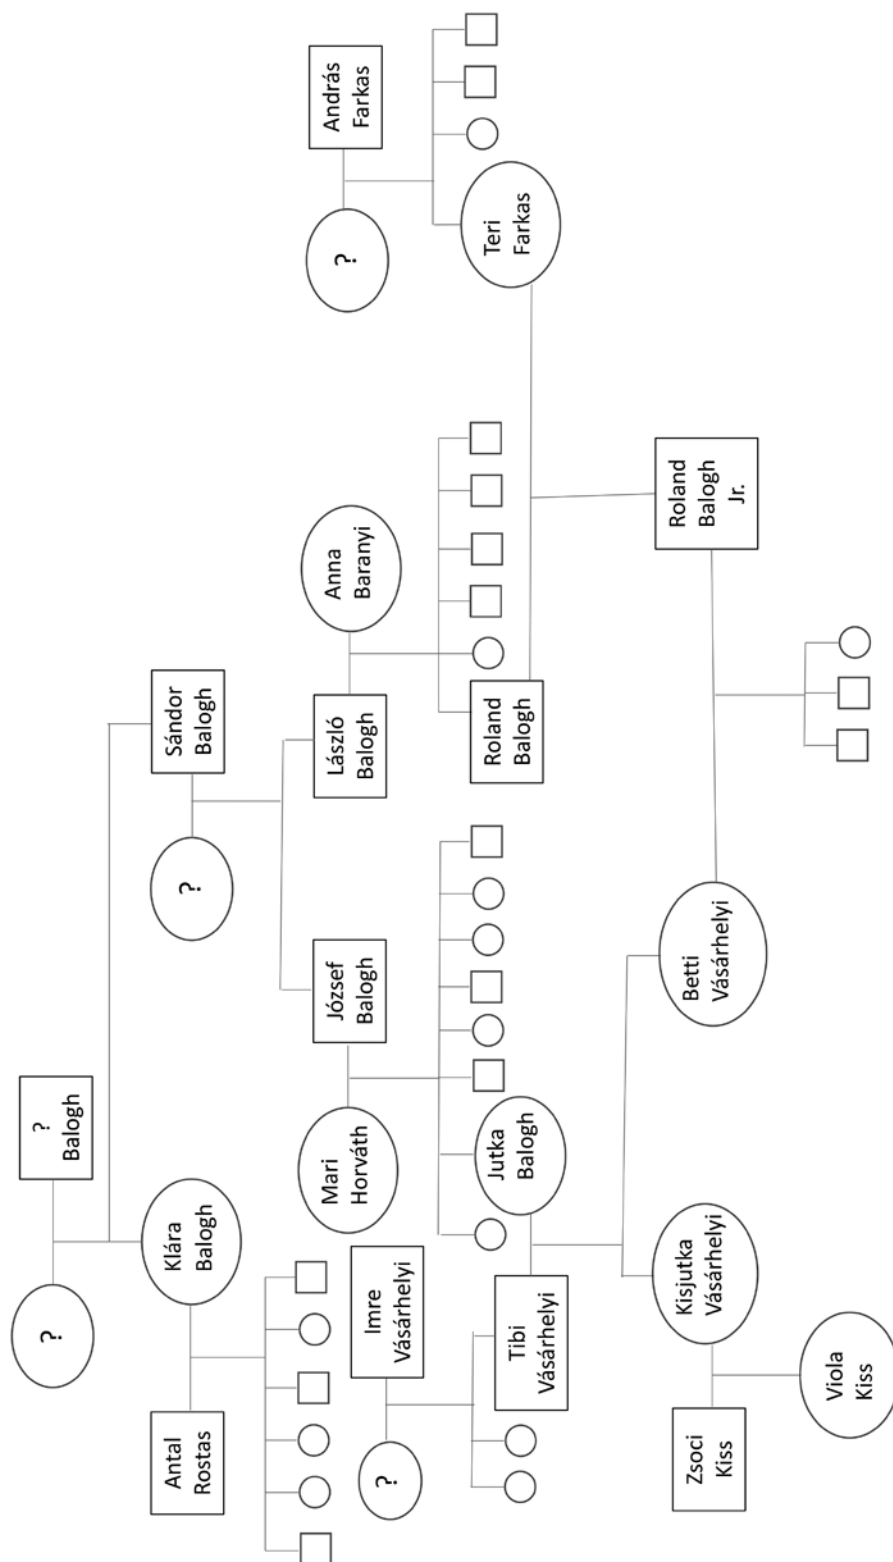 ?
?
Balogh
Antal
Rostas
Klára
Balogh
?
Sándor
Balogh
?
Imre
Vásárhelyi
Mari
Horváth
József
Balogh
László
Balogh
Anna
Baranyi
?
András
Farkas
Tibi
Vásárhelyi
Jutka
Balogh
Roland
Balogh
Teri
Farkas
Zsoci
Kiss
Kisjutka
Vásárhelyi
Betti
Vásárhelyi
Roland
Balogh
Jr.
Viola
Kiss